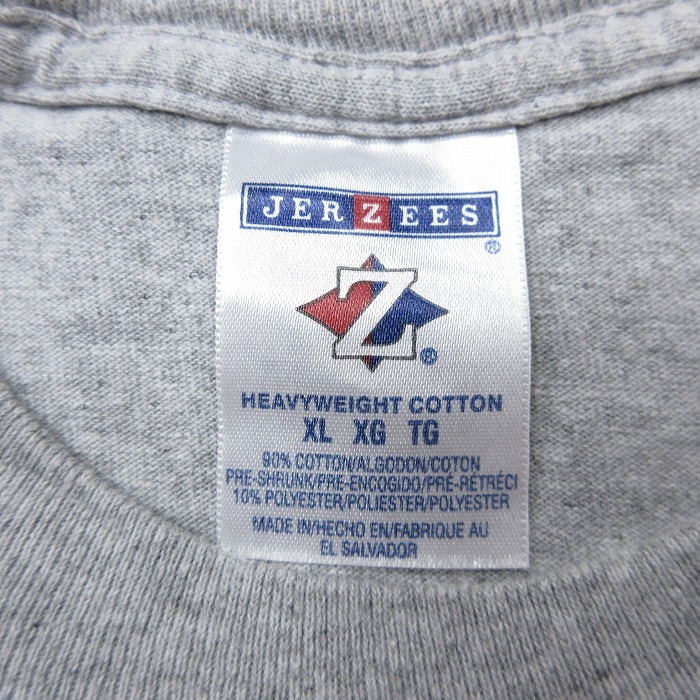 JERZEES
®
Z
®
HEAVYWEIGHT COTTON
XL XG TG
90% COTTON/ALGODON/COTON
PRE-SHRUNK/PRE-ENCOGIDO/PRÉ-RÉTRÉCI
10% POLYESTER/POLIESTER/POLYESTER
MADE IN/HECHO EN/FABRIQUE AU
EL SALVADOR